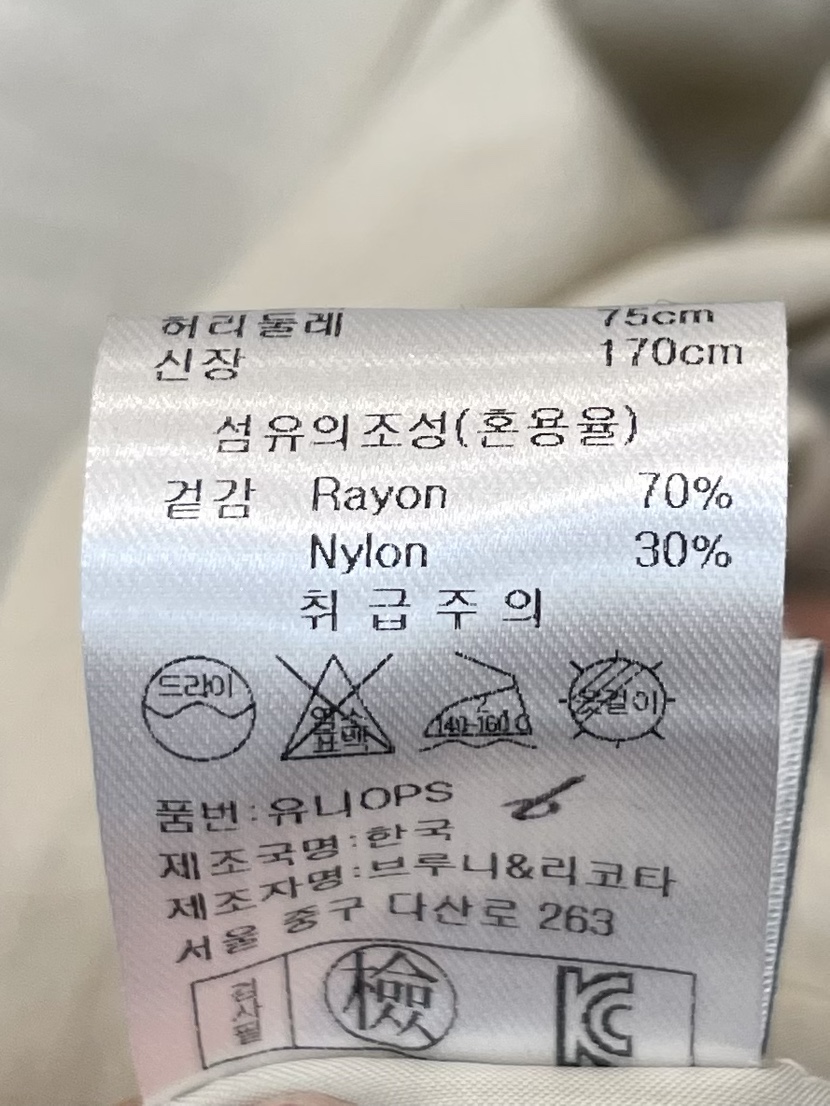 허리둘레 75cm
신장 170cm
섬유의조성(혼용율)
겉감 Rayon 70%
Nylon 30%
취급주의
드라이
염소
표백
2
140-160℃
옷걸이
품번:유니OPS
제조국명:한국
제조자명:브루니&리코타
서울 중구 다산로 263
검사필
檢
KC